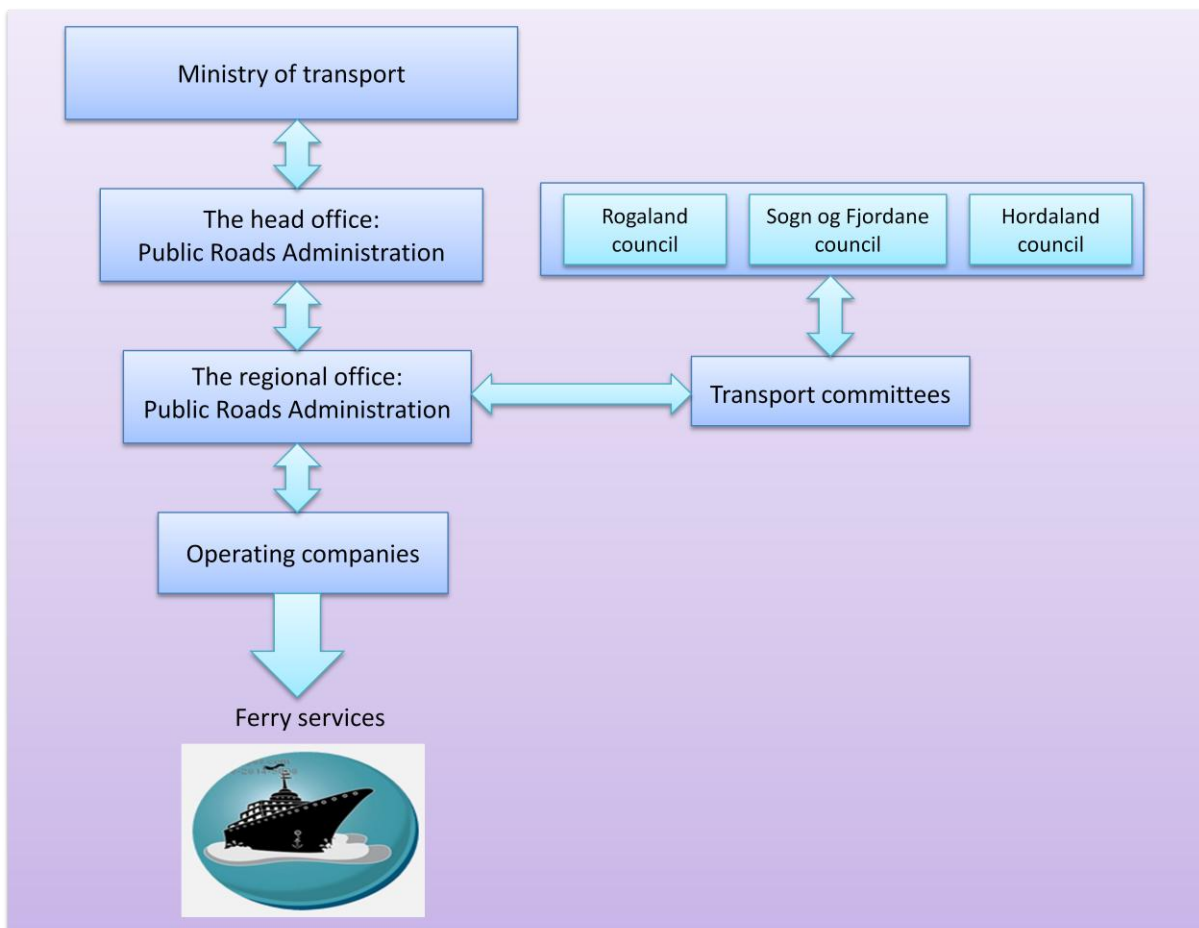 Ministry of transport
The head office:
Public Roads Administration
Rogaland
council
Sogn og Fjordane
council
Hordaland
council
The regional office:
Public Roads Administration
Transport committees
Operating companies
Ferry services